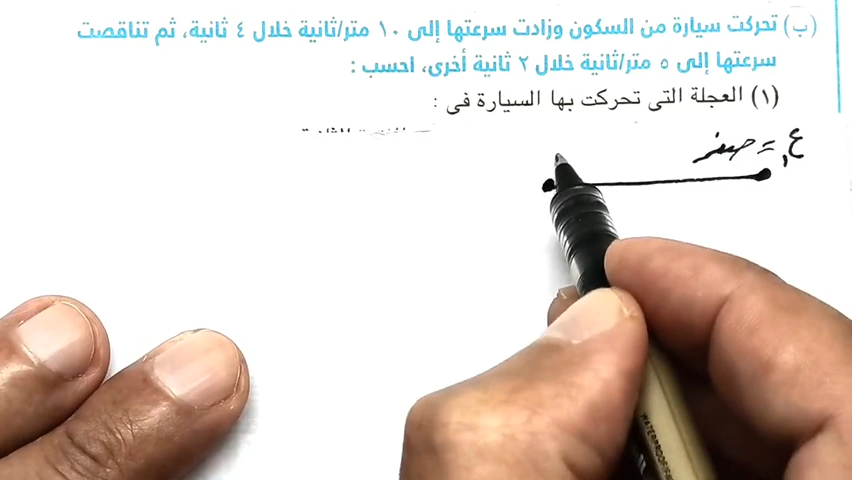 (ب) تحركت سيارة من السكون وزادت سرعتها إلى ١٠ متر/ثانية خلال ٤ ثانية، ثم تناقصت
سرعتها إلى ٥ متر/ثانية خلال ٢ ثانية أخرى، احسب :
(١) العجلة التى تحركت بها السيارة فى :
ع١ = صفر